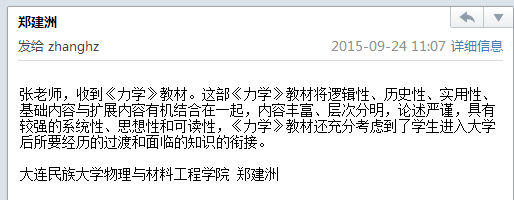 郑建洲
发给 zhanghz 2015-09-24 11:07 详细信息
张老师，收到《力学》教材。这部《力学》教材将逻辑性、历史性、实用性、
基础内容与扩展内容有机结合在一起，内容丰富、层次分明，论述严谨，具有
较强的系统性、思想性和可读性，《力学》教材还充分考虑到了学生进入大学
后所要经历的过渡和面临的知识的衔接。
大连民族大学物理与材料工程学院 郑建洲